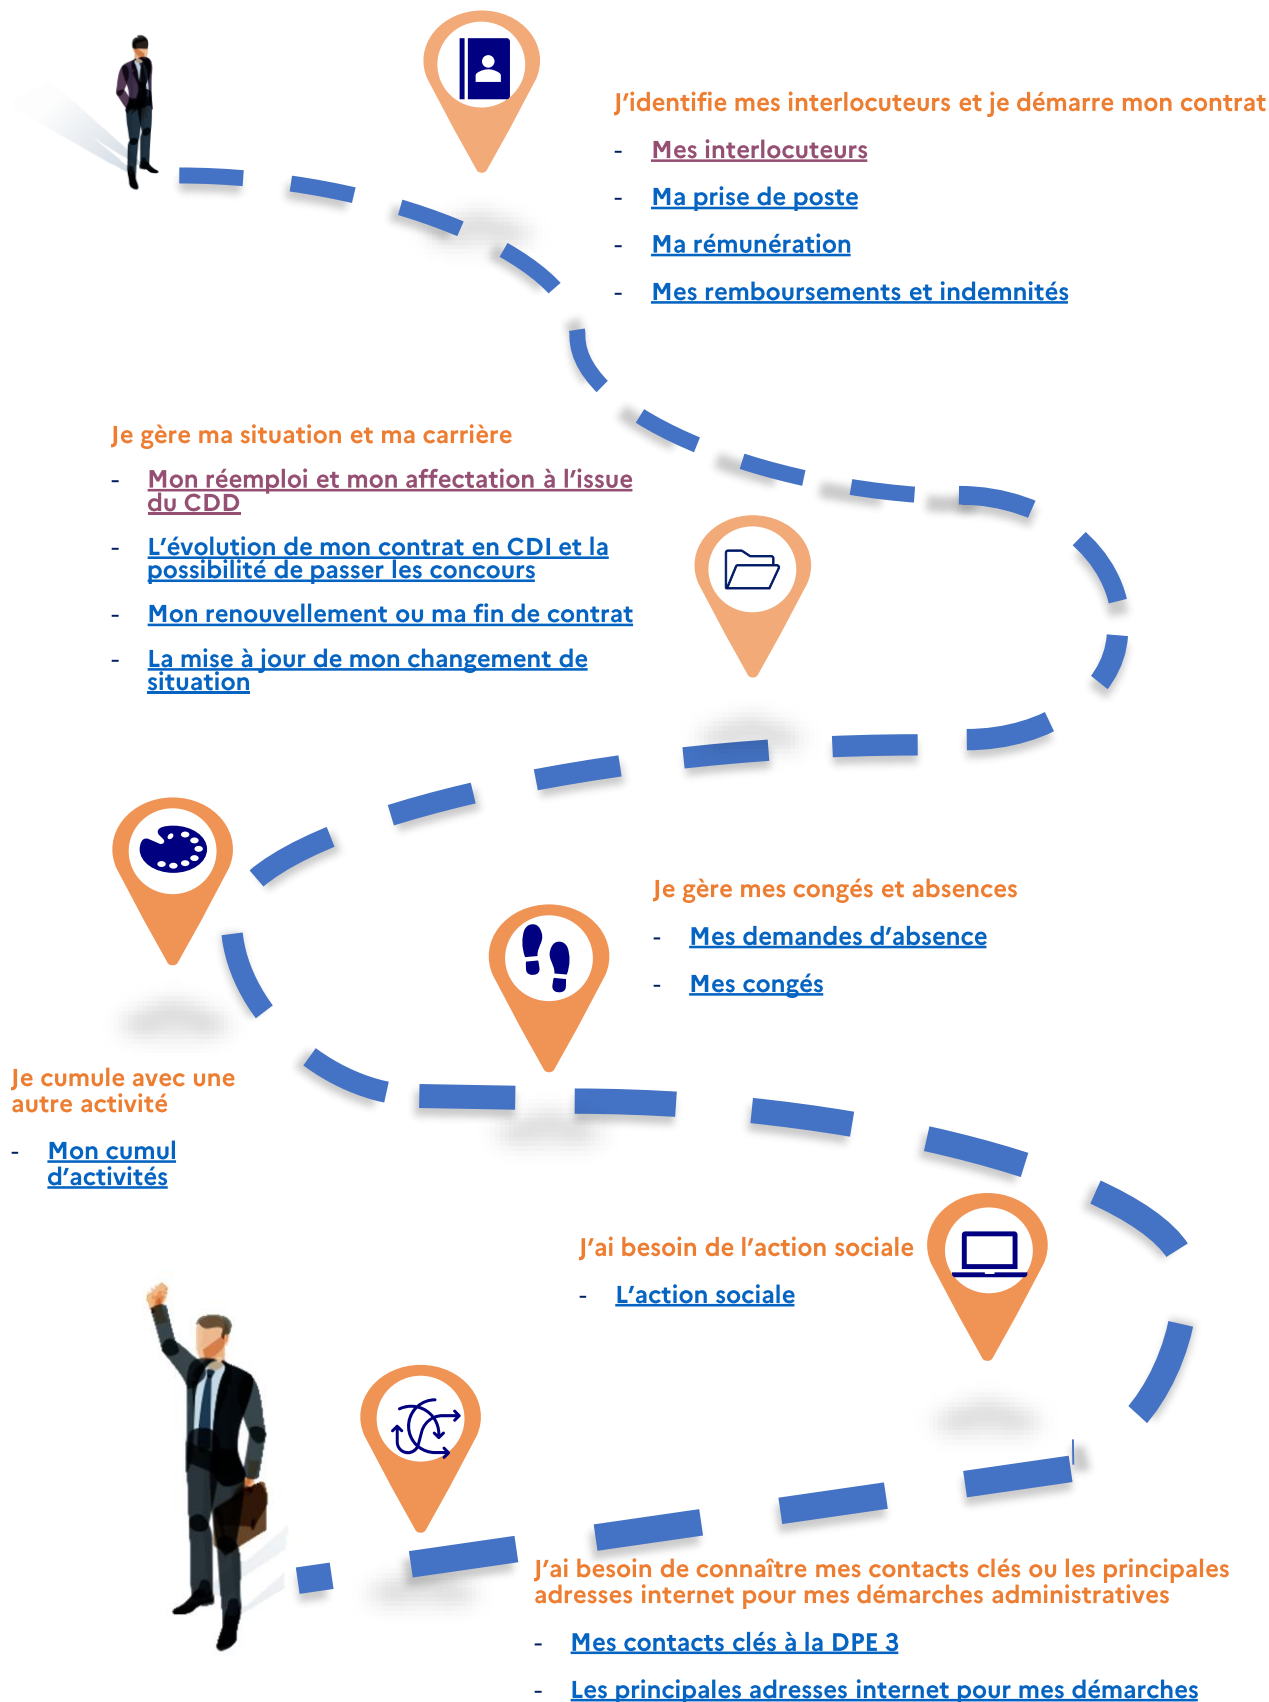 J’identifie mes interlocuteurs et je démarre mon contrat
- Mes interlocuteurs
- Ma prise de poste
- Ma rémunération
- Mes remboursements et indemnités
Je gère ma situation et ma carrière
- Mon réemploi et mon affectation à l’issue
du CDD
- L’évolution de mon contrat en CDI et la
possibilité de passer les concours
- Mon renouvellement ou ma fin de contrat
- La mise à jour de mon changement de
situation
Je gère mes congés et absences
- Mes demandes d’absence
- Mes congés
Je cumule avec une
autre activité
- Mon cumul
d’activités
J’ai besoin de l’action sociale
- L’action sociale
J’ai besoin de connaître mes contacts clés ou les principales
adresses internet pour mes démarches administratives
- Mes contacts clés à la DPE 3
- Les principales adresses internet pour mes démarches